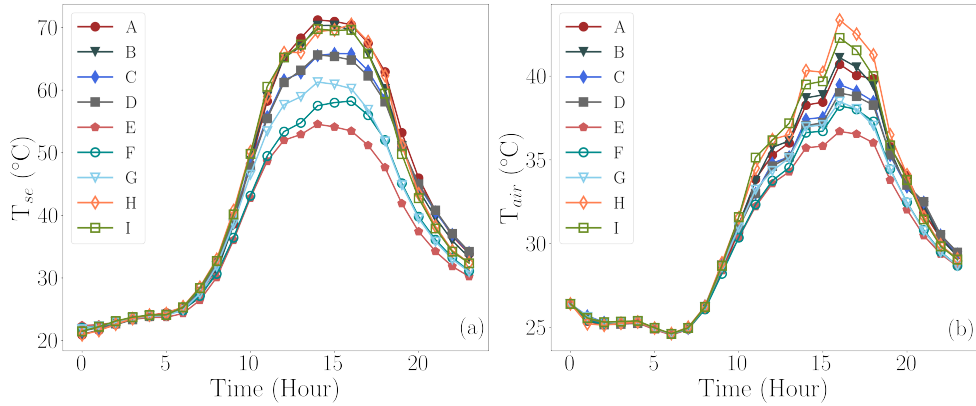 T_se (°C)
70
60
50
40
30
20
A
B
C
D
E
F
G
H
I
(a)
0 5 10 15 20
Time (Hour)
T_air (°C)
40
35
30
25
A
B
C
D
E
F
G
H
I
(b)
0 5 10 15 20
Time (Hour)